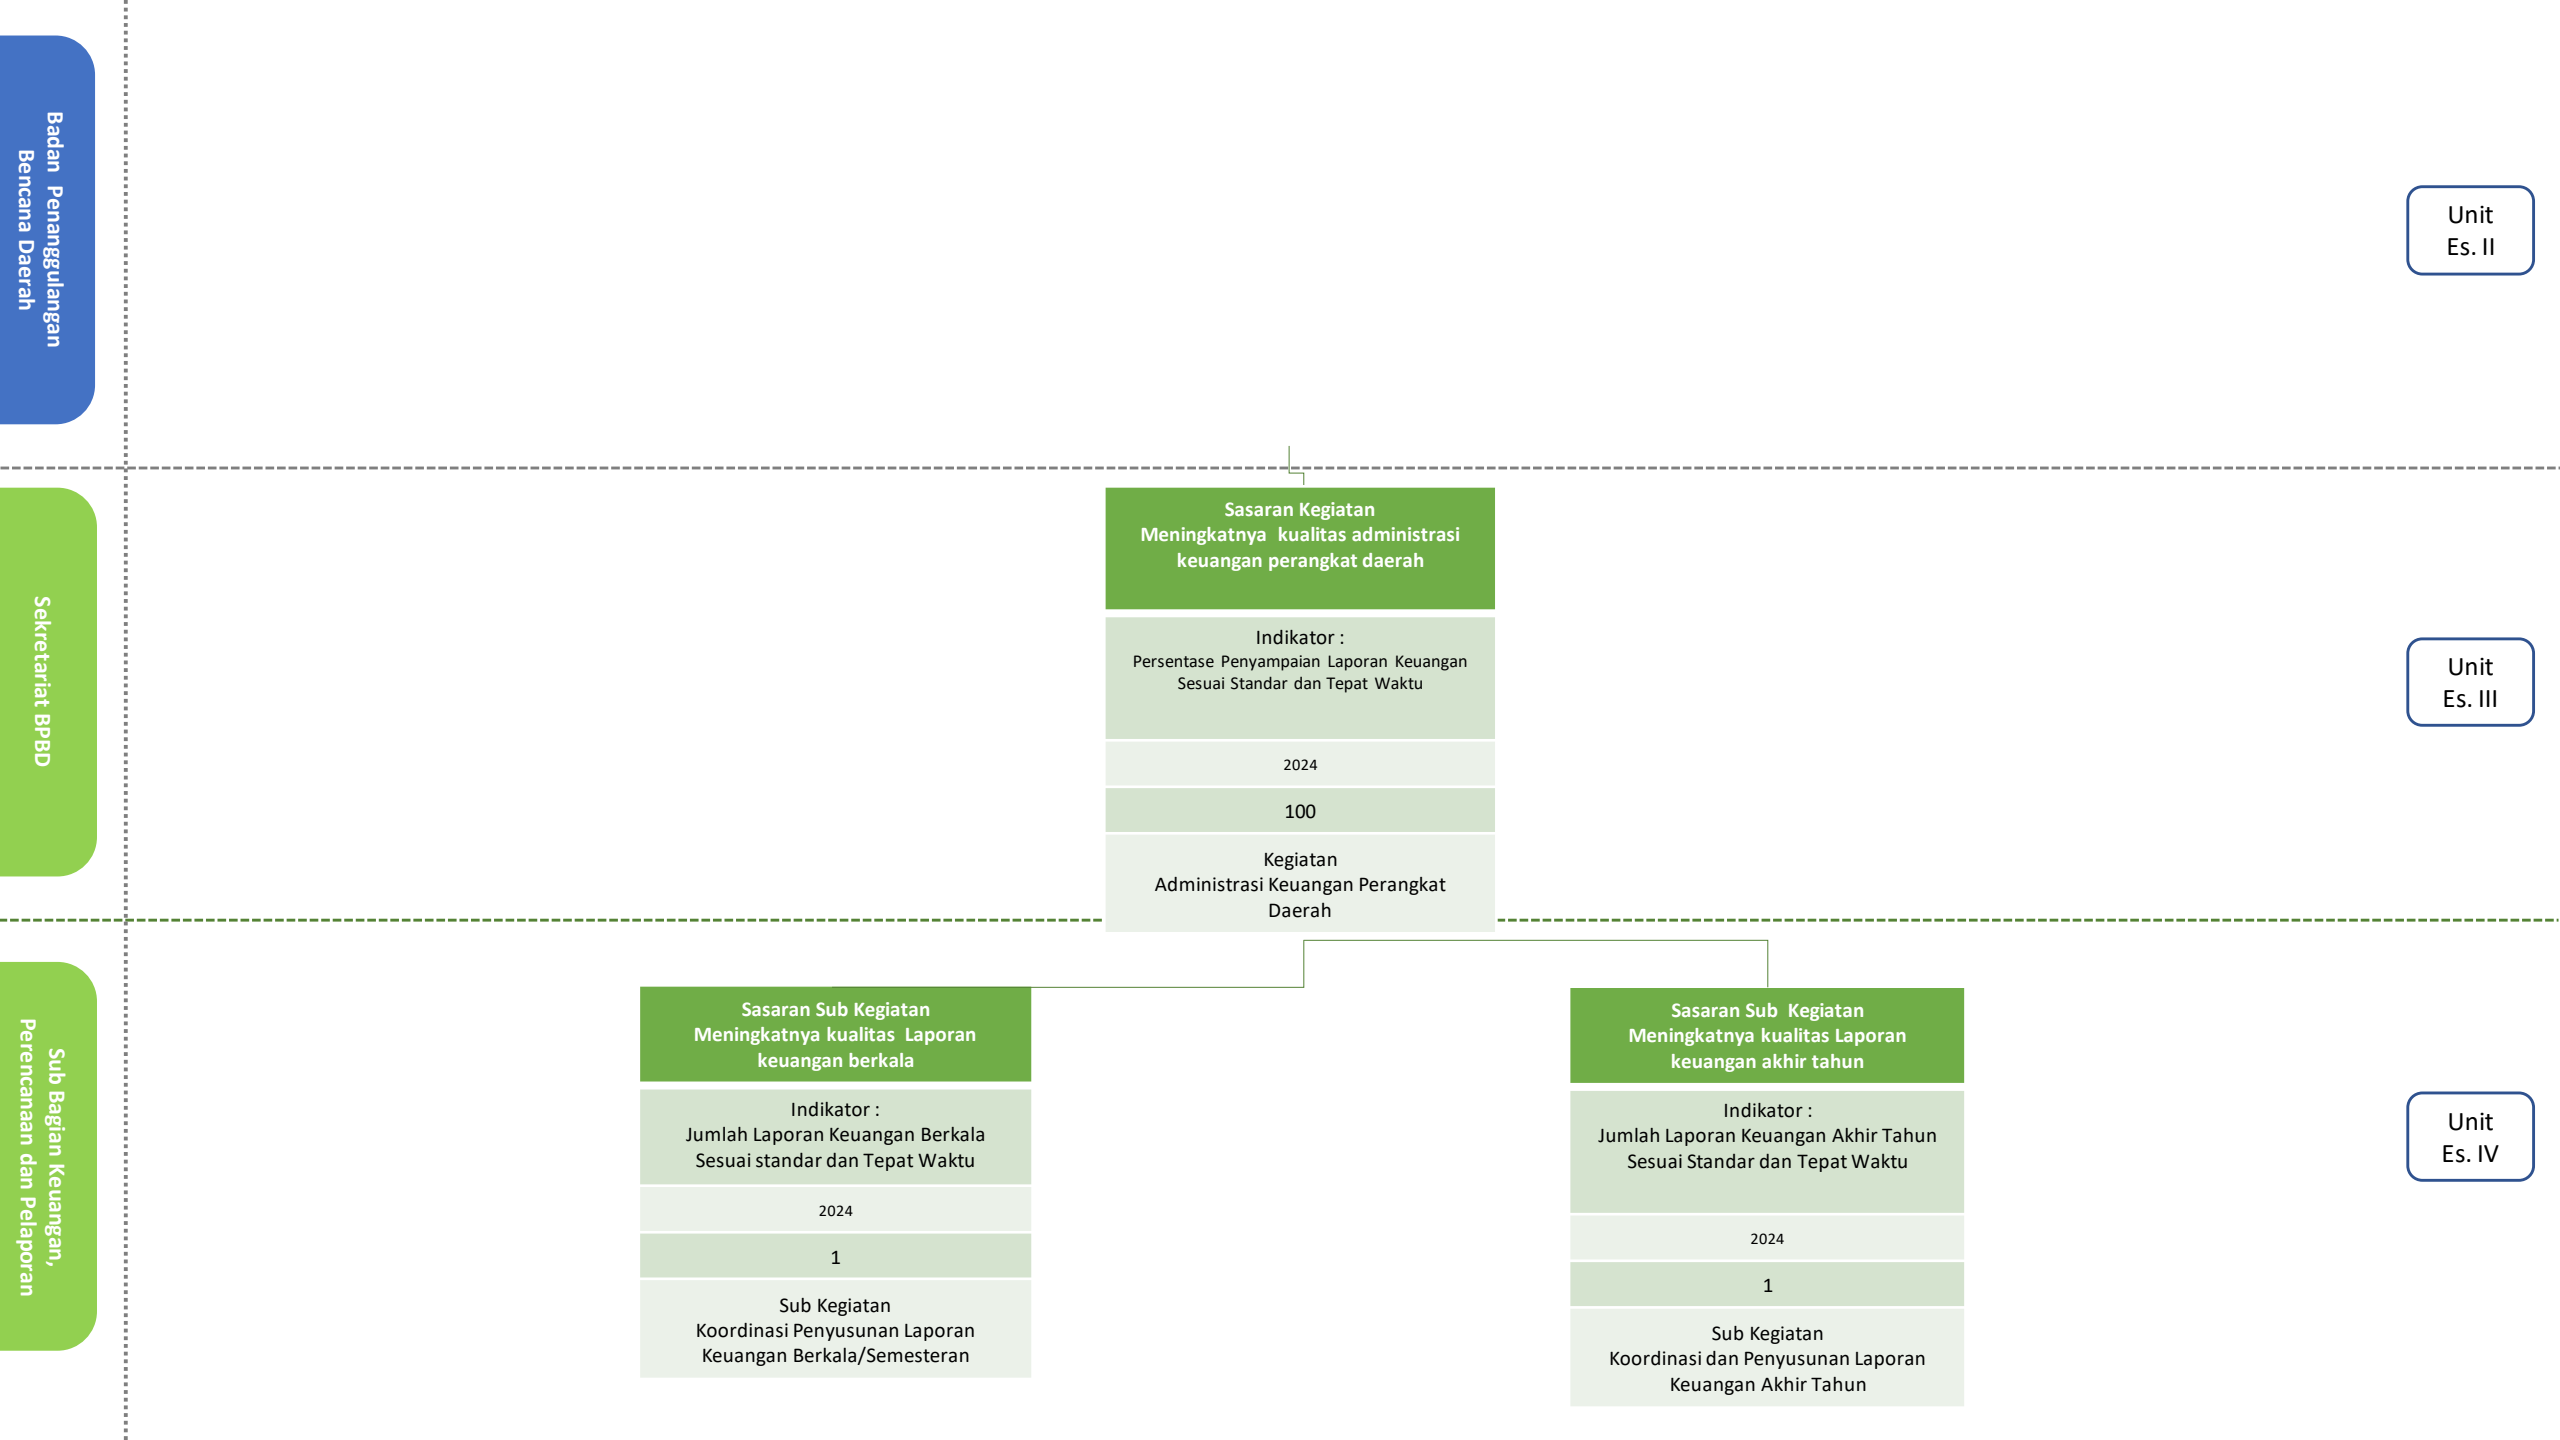 Badan Penanggulangan
Bencana Daerah
Unit
Es. II
Sekretariat BPBD
Sasaran Kegiatan
Meningkatnya kualitas administrasi
keuangan perangkat daerah
Indikator :
Persentase Penyampaian Laporan Keuangan
Sesuai Standar dan Tepat Waktu
2024
100
Kegiatan
Administrasi Keuangan Perangkat
Daerah
Unit
Es. III
Sub Bagian Keuangan,
Perencanaan dan Pelaporan
Sasaran Sub Kegiatan
Meningkatnya kualitas Laporan
keuangan berkala
Indikator :
Jumlah Laporan Keuangan Berkala
Sesuai standar dan Tepat Waktu
2024
1
Sub Kegiatan
Koordinasi Penyusunan Laporan
Keuangan Berkala/Semesteran
Sasaran Sub Kegiatan
Meningkatnya kualitas Laporan
keuangan akhir tahun
Indikator :
Jumlah Laporan Keuangan Akhir Tahun
Sesuai Standar dan Tepat Waktu
2024
1
Sub Kegiatan
Koordinasi dan Penyusunan Laporan
Keuangan Akhir Tahun
Unit
Es. IV